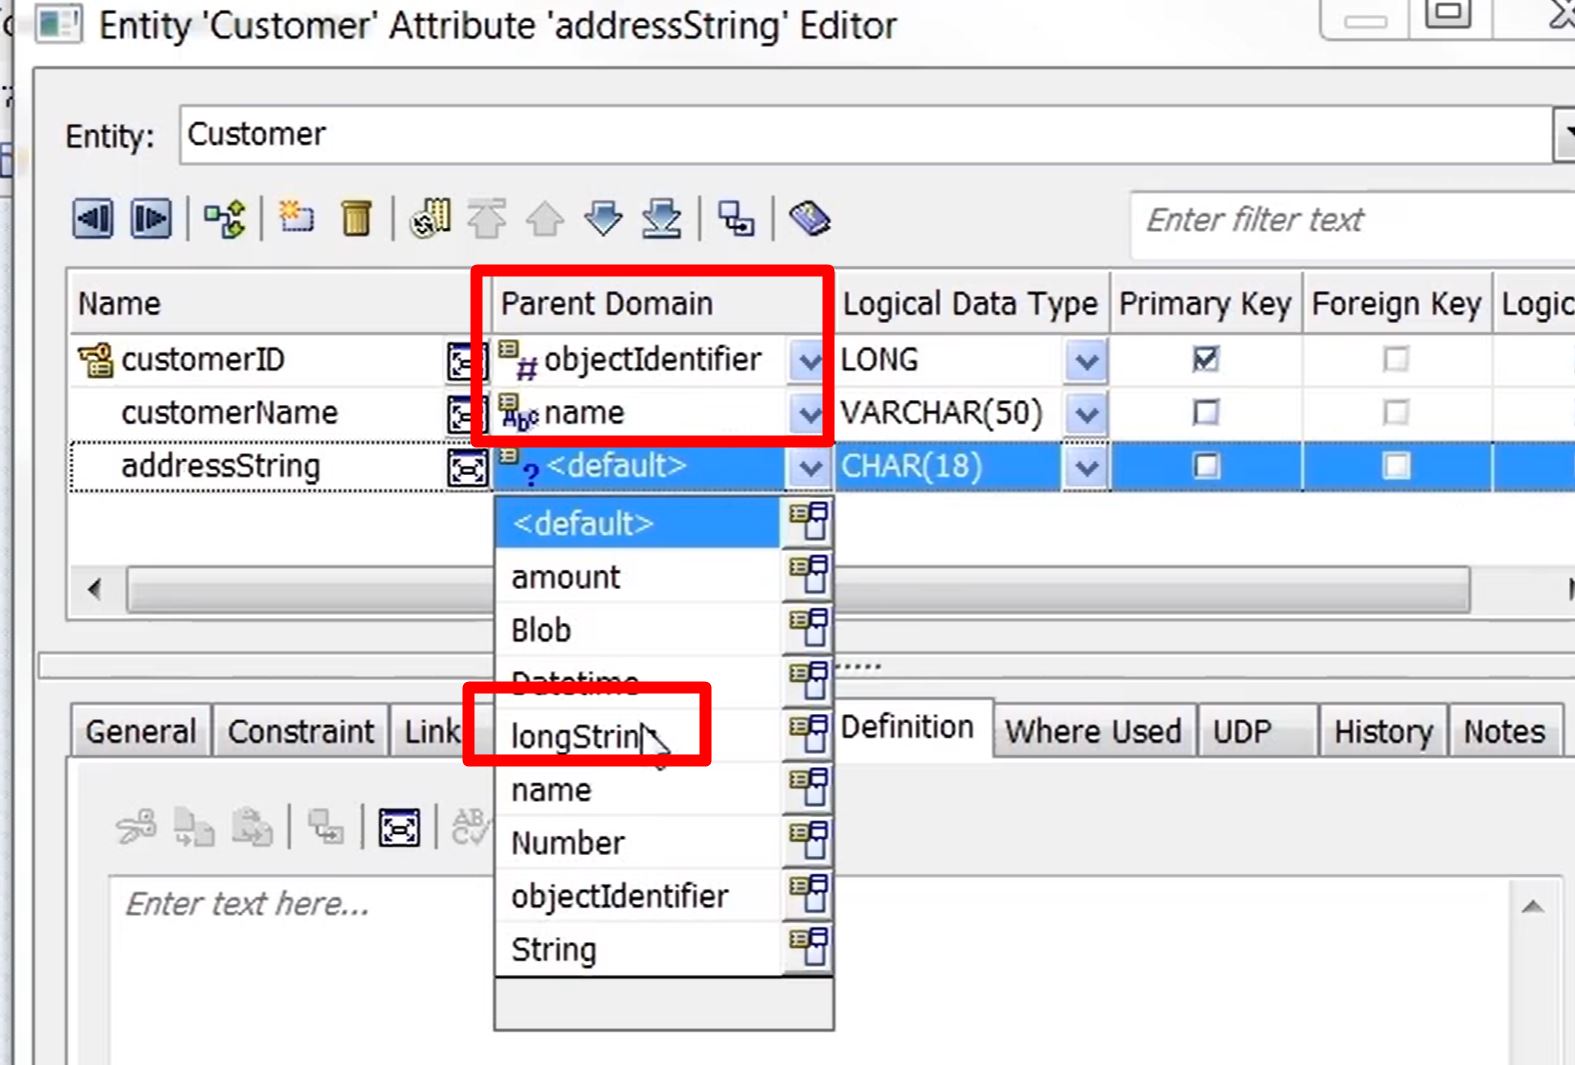 Entity 'Customer' Attribute 'addressString' Editor
Entity: Customer
Enter filter text
Name Parent Domain Logical Data Type Primary Key Foreign Key Logic
customerID # objectIdentifier LONG
customerName Abc name VARCHAR(50)
addressString ? <default> CHAR(18)
<default>
amount
Blob
Datetime
General Constraint Link Definition Where Used UDP History Notes
longStrin
name
Number
Enter text here...
objectIdentifier
String